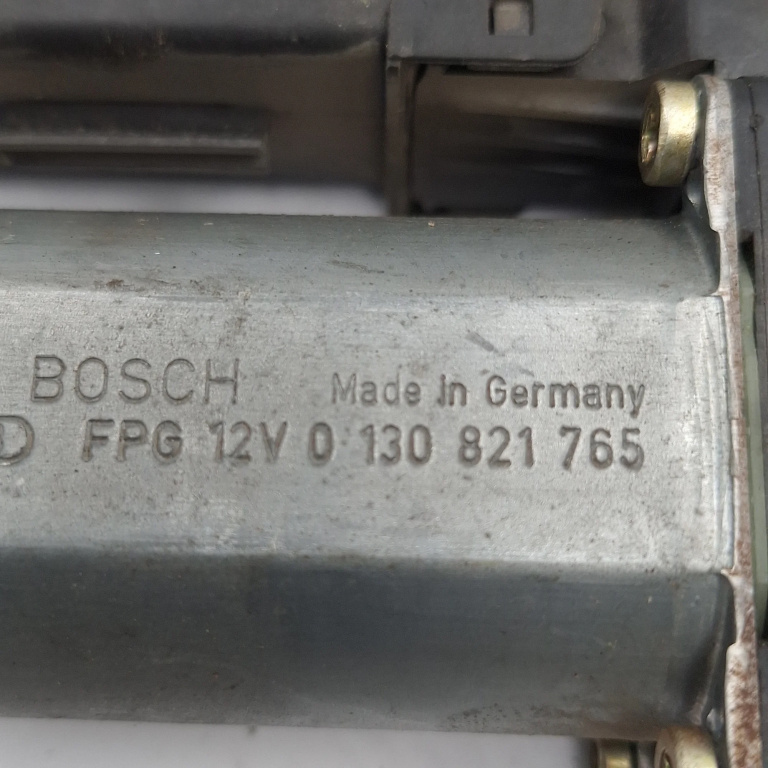 BOSCH Made in Germany
D FPG 12V 0 130 821 765